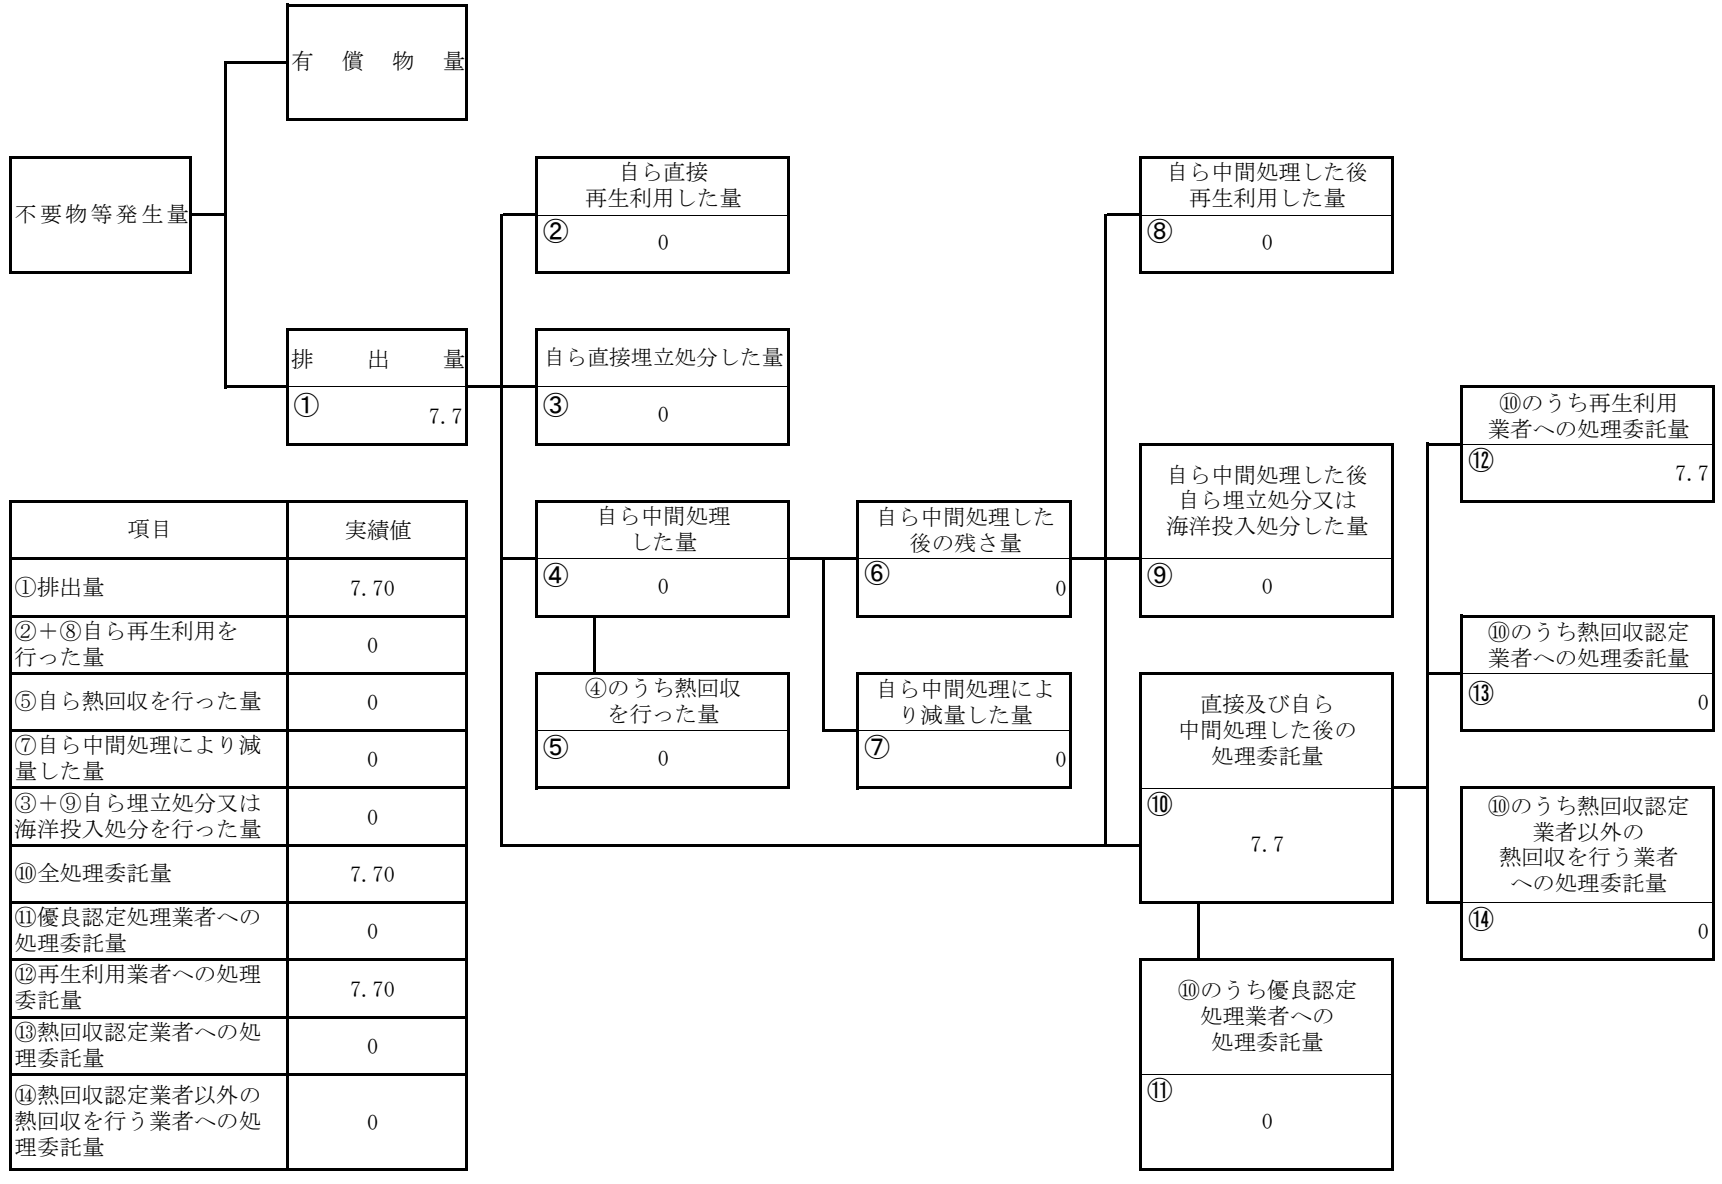 有償物量
不要物等発生量
排出量
①
7.7
自ら直接
再生利用した量
②
0
自ら直接埋立処分した量
③
0
自ら中間処理
した量
④
0
④のうち熱回収
を行った量
⑤
0
自ら中間処理した
後の残さ量
⑥
0
自ら中間処理によ
り減量した量
⑦
0
自ら中間処理した後
再生利用した量
⑧
0
自ら中間処理した後
自ら埋立処分又は
海洋投入処分した量
⑨
0
直接及び自ら
中間処理した後の
処理委託量
⑩
7.7
⑩のうち優良認定
処理業者への
処理委託量
⑪
0
⑩のうち再生利用
業者への処理委託量
⑫
7.7
⑩のうち熱回収認定
業者への処理委託量
⑬
0
⑩のうち熱回収認定
業者以外の
熱回収を行う業者
への処理委託量
⑭
0
項目
実績値
①排出量
7.70
②+⑧自ら再生利用を
行った量
0
⑤自ら熱回収を行った量
0
⑦自ら中間処理により減
量した量
0
③+⑨自ら埋立処分又は
海洋投入処分を行った量
0
⑩全処理委託量
7.70
⑪優良認定処理業者への
処理委託量
0
⑫再生利用業者への処理
委託量
7.70
⑬熱回収認定業者への処
理委託量
0
⑭熱回収認定業者以外の
熱回収を行う業者への処
理委託量
0